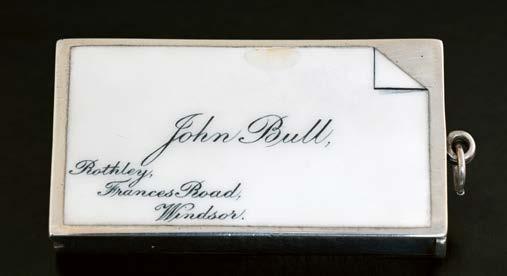 John Bull,
Rothley,
Frances Road,
Windsor.